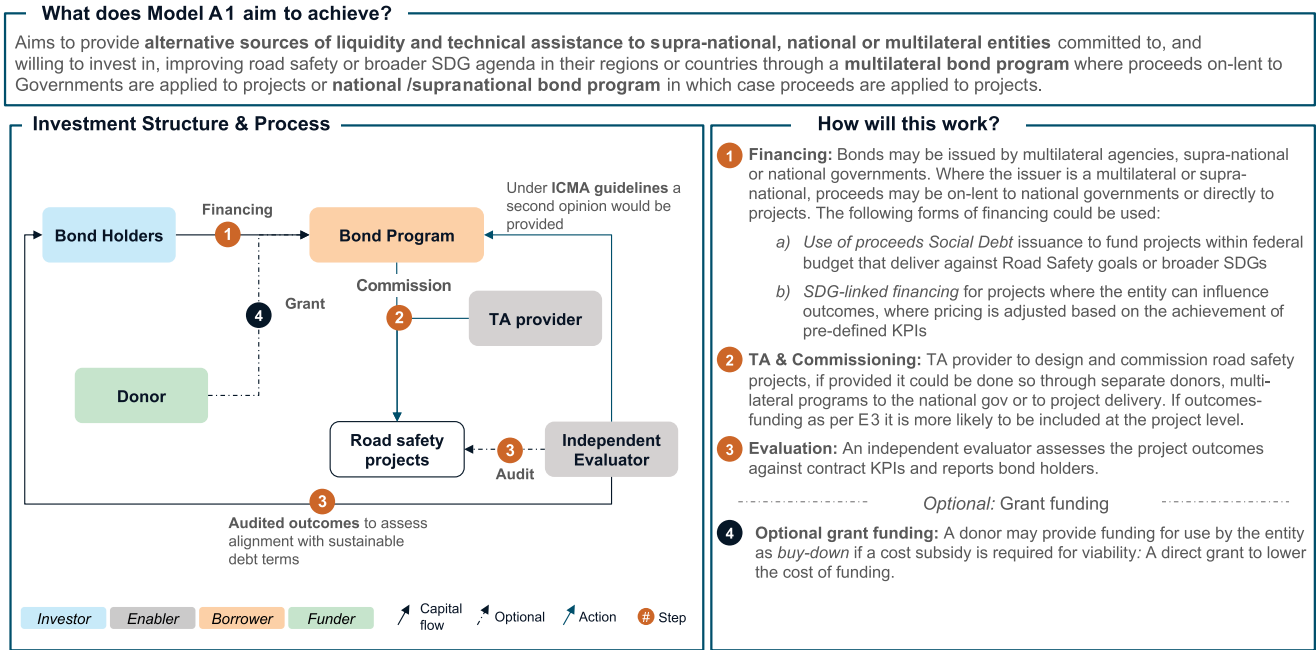 What does Model A1 aim to achieve?
Aims to provide alternative sources of liquidity and technical assistance to supra-national, national or multilateral entities committed to, and
willing to invest in, improving road safety or broader SDG agenda in their regions or countries through a multilateral bond program where proceeds on-lent to
Governments are applied to projects or national /supranational bond program in which case proceeds are applied to projects.
Investment Structure & Process
Under ICMA guidelines a
second opinion would be
provided
Financing
Bond Holders
1
Bond Program
Commission
Grant
4
2
TA provider
Donor
Road safety
projects
3
Audit
Independent
Evaluator
3
Audited outcomes to assess
alignment with sustainable
debt terms
Investor
Enabler
Borrower
Funder
Capital
flow
Optional
Action
# Step
How will this work?
1 Financing: Bonds may be issued by multilateral agencies, supra-national
or national governments. Where the issuer is a multilateral or supra-
national, proceeds may be on-lent to national governments or directly to
projects. The following forms of financing could be used:
a) Use of proceeds Social Debt issuance to fund projects within federal
budget that deliver against Road Safety goals or broader SDGs
b) SDG-linked financing for projects where the entity can influence
outcomes, where pricing is adjusted based on the achievement of
pre-defined KPIs
2 TA & Commissioning: TA provider to design and commission road safety
projects, if provided it could be done so through separate donors, multi-
lateral programs to the national gov or to project delivery. If outcomes-
funding as per E3 it is more likely to be included at the project level.
3 Evaluation: An independent evaluator assesses the project outcomes
against contract KPIs and reports bond holders.
Optional: Grant funding
4 Optional grant funding: A donor may provide funding for use by the entity
as buy-down if a cost subsidy is required for viability: A direct grant to lower
the cost of funding.